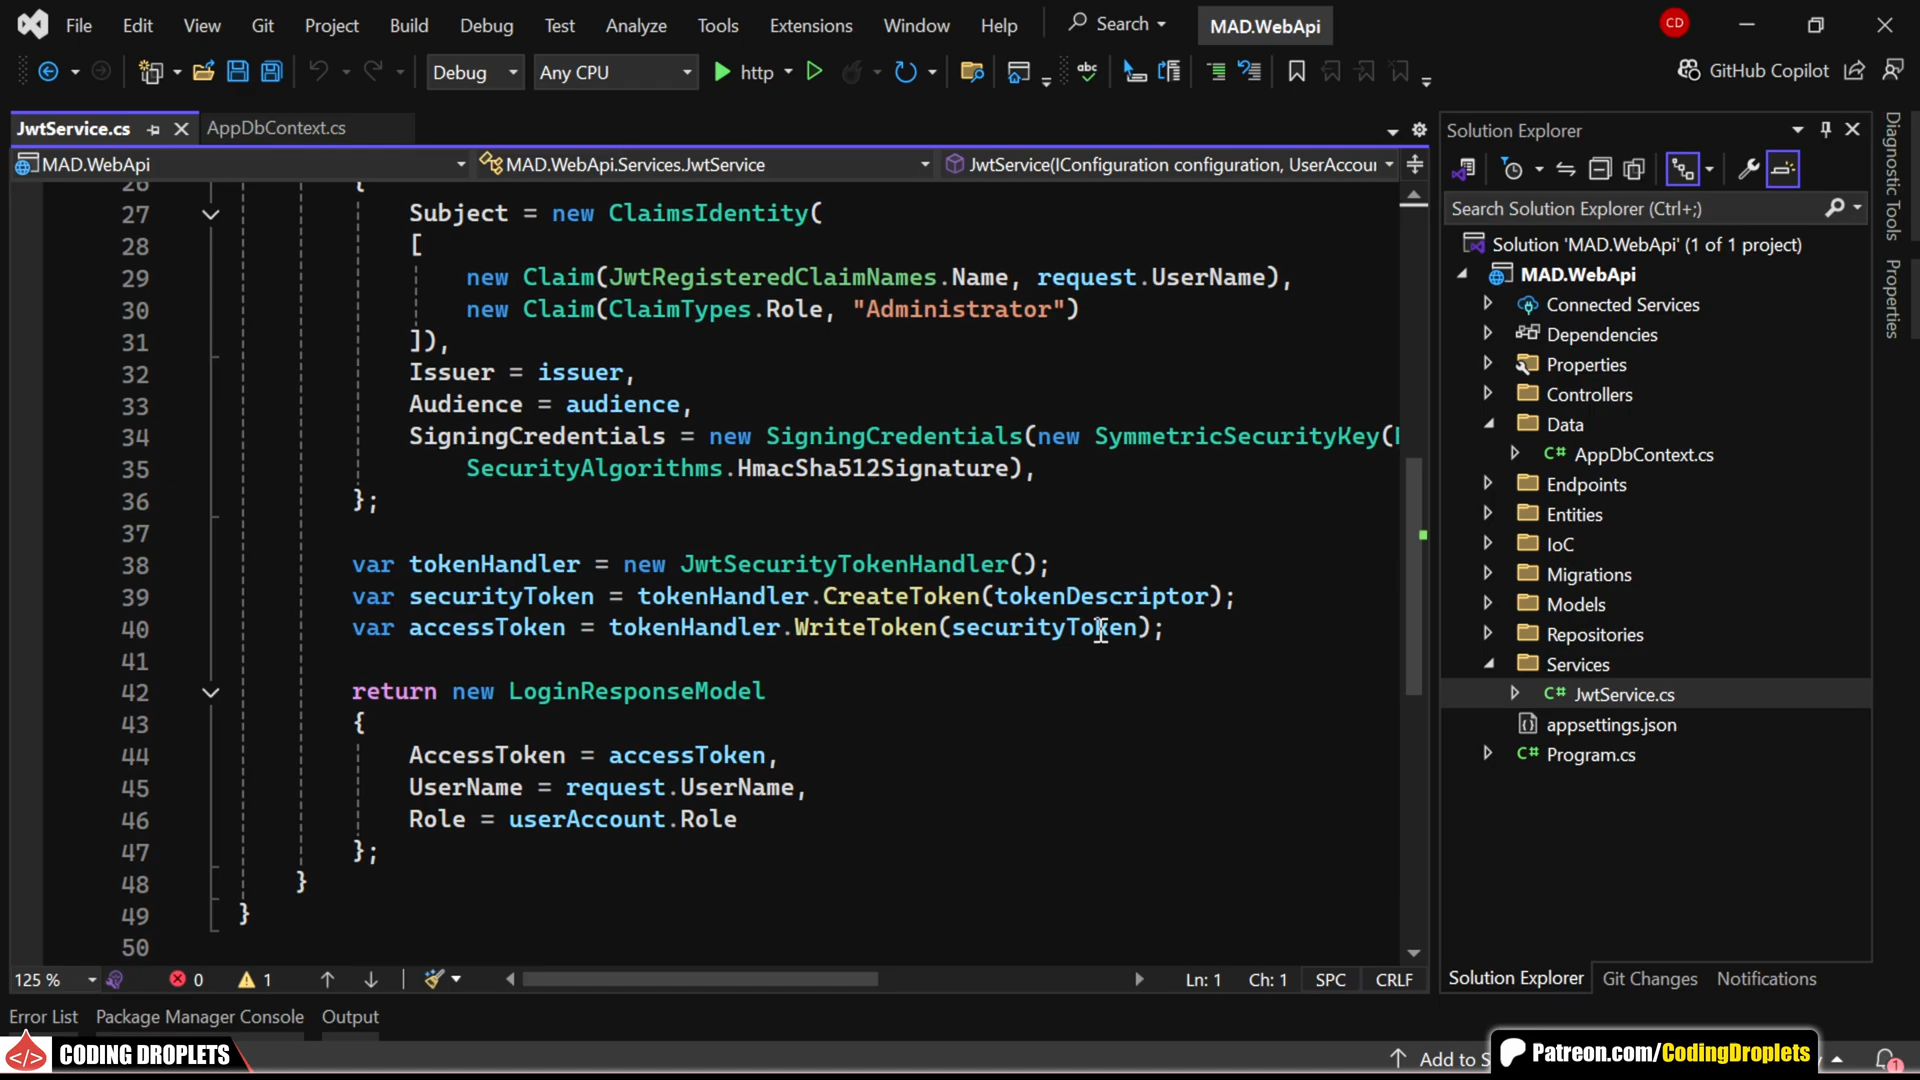 File Edit View Git Project Build Debug Test Analyze Tools Extensions Window Help Search MAD.WebApi CD
Debug Any CPU http abc GitHub Copilot
JwtService.cs AppDbContext.cs
MAD.WebApi MAD.WebApi.Services.JwtService JwtService(IConfiguration configuration, UserAccou
26 {
27 Subject = new ClaimsIdentity(
28 [
29 new Claim(JwtRegisteredClaimNames.Name, request.UserName),
30 new Claim(ClaimTypes.Role, "Administrator")
31 ]),
32 Issuer = issuer,
33 Audience = audience,
34 SigningCredentials = new SigningCredentials(new SymmetricSecurityKey(
35 SecurityAlgorithms.HmacSha512Signature),
36 };
37
38 var tokenHandler = new JwtSecurityTokenHandler();
39 var securityToken = tokenHandler.CreateToken(tokenDescriptor);
40 var accessToken = tokenHandler.WriteToken(securityToken);
41
42 return new LoginResponseModel
43 {
44 AccessToken = accessToken,
45 UserName = request.UserName,
46 Role = userAccount.Role
47 };
48 }
49 }
50
125 % 0 1 Ln: 1 Ch: 1 SPC CRLF
Error List Package Manager Console Output
Solution Explorer
Search Solution Explorer (Ctrl+;)
Solution 'MAD.WebApi' (1 of 1 project)
MAD.WebApi
Connected Services
Dependencies
Properties
Controllers
Data
C# AppDbContext.cs
Endpoints
Entities
IoC
Migrations
Models
Repositories
Services
C# JwtService.cs
appsettings.json
C# Program.cs
Solution Explorer Git Changes Notifications
Diagnostic Tools
Properties
CODING DROPLETS
Add to S
Patreon.com/CodingDroplets
1